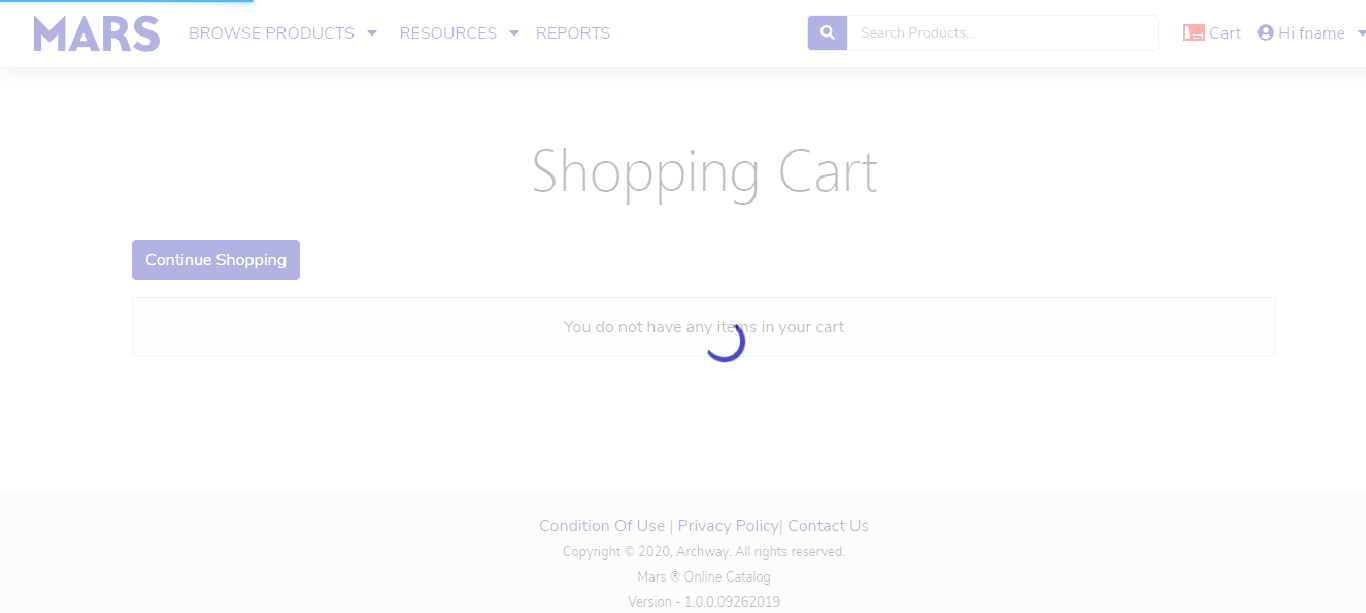 MARS BROWSE PRODUCTS RESOURCES REPORTS Search Products... Cart Hi fname
Shopping Cart
Continue Shopping
You do not have any items in your cart
Condition Of Use | Privacy Policy| Contact Us
Copyright © 2020, Archway. All rights reserved.
Mars ® Online Catalog
Version - 1.0.0.09262019